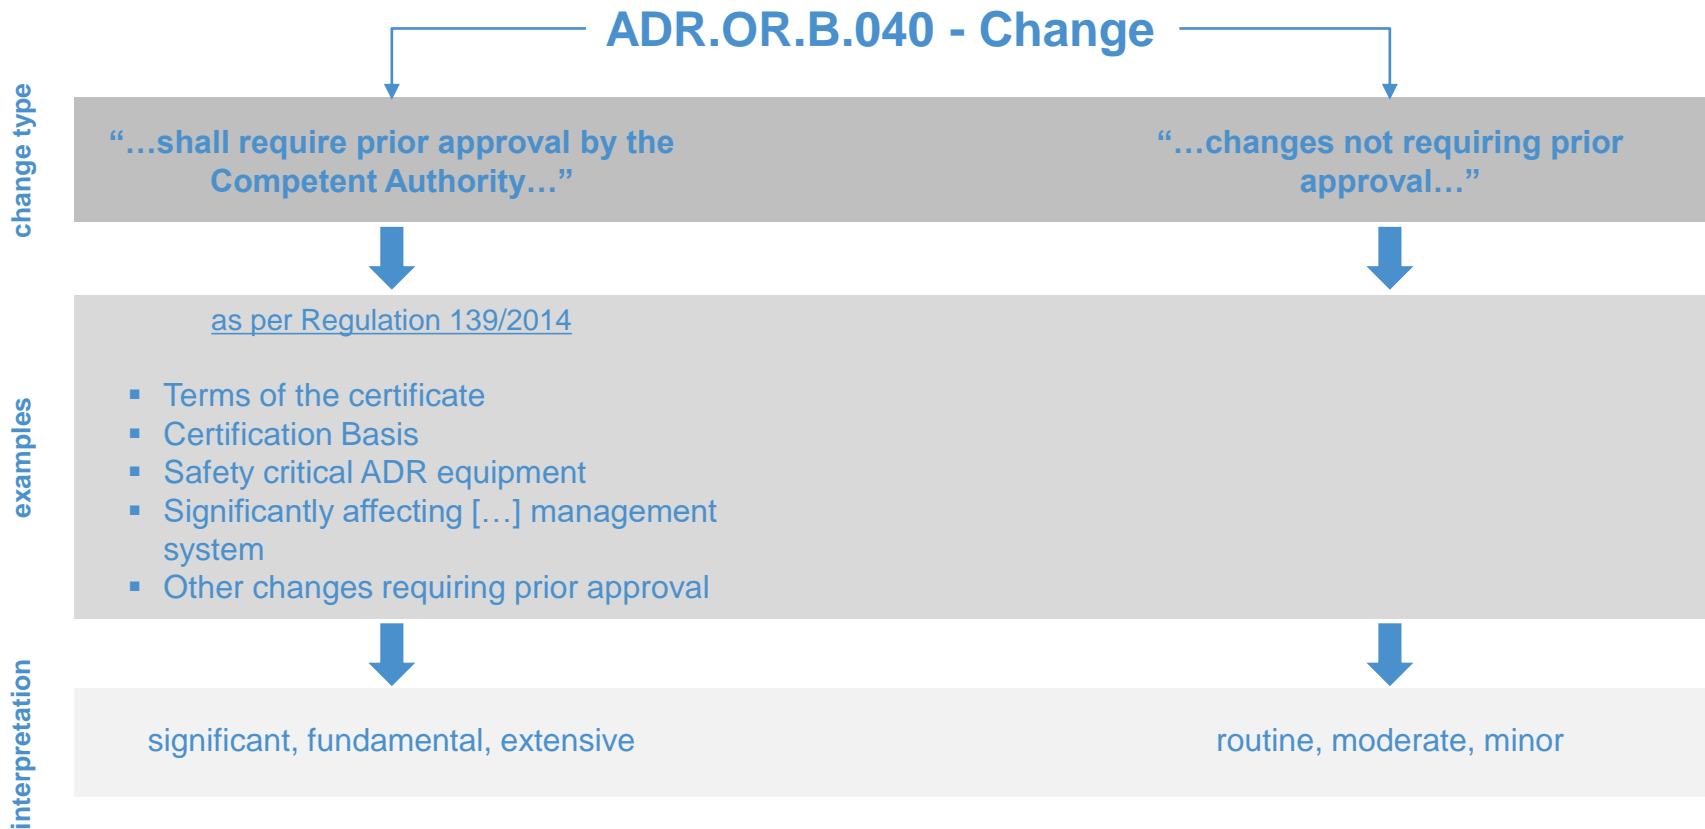 ADR.OR.B.040 - Change
change type
“…shall require prior approval by the
Competent Authority…”
“…changes not requiring prior
approval…”
examples
as per Regulation 139/2014
▪ Terms of the certificate
▪ Certification Basis
▪ Safety critical ADR equipment
▪ Significantly affecting […] management
system
▪ Other changes requiring prior approval
interpretation
significant, fundamental, extensive
routine, moderate, minor